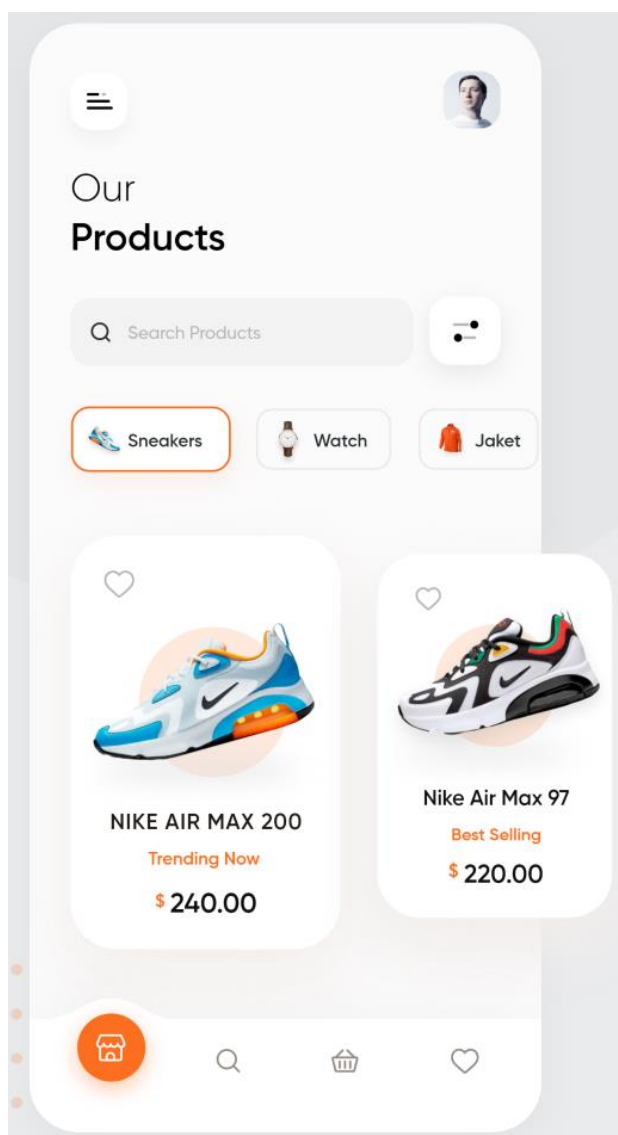 Our
Products
Search Products
Sneakers
Watch
Jaket
NIKE AIR MAX 200
Trending Now
$ 240.00
Nike Air Max 97
Best Selling
$ 220.00